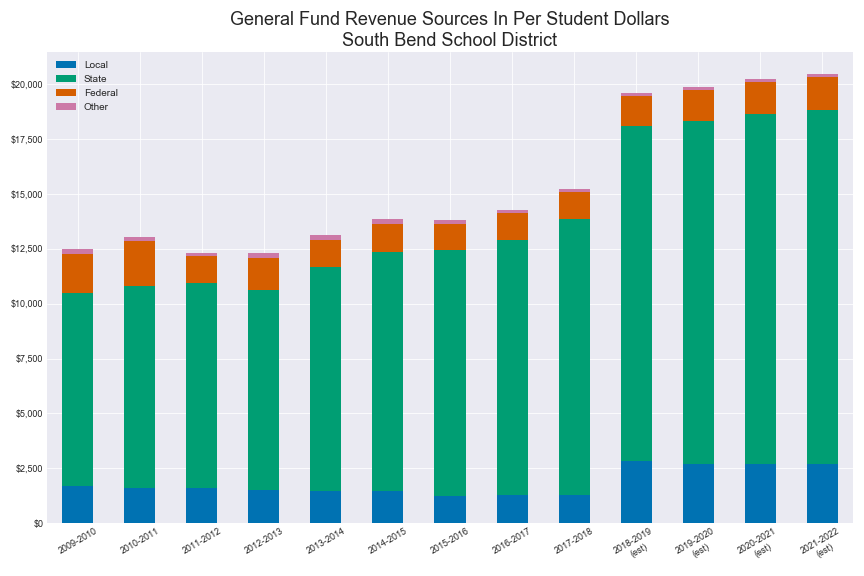 General Fund Revenue Sources In Per Student Dollars
South Bend School District
Local
State
Federal
Other
$20,000
$17,500
$15,000
$12,500
$10,000
$7,500
$5,000
$2,500
$0
2009-2010
2010-2011
2011-2012
2012-2013
2013-2014
2014-2015
2015-2016
2016-2017
2017-2018
2018-2019
(est)
2019-2020
(est)
2020-2021
(est)
2021-2022
(est)